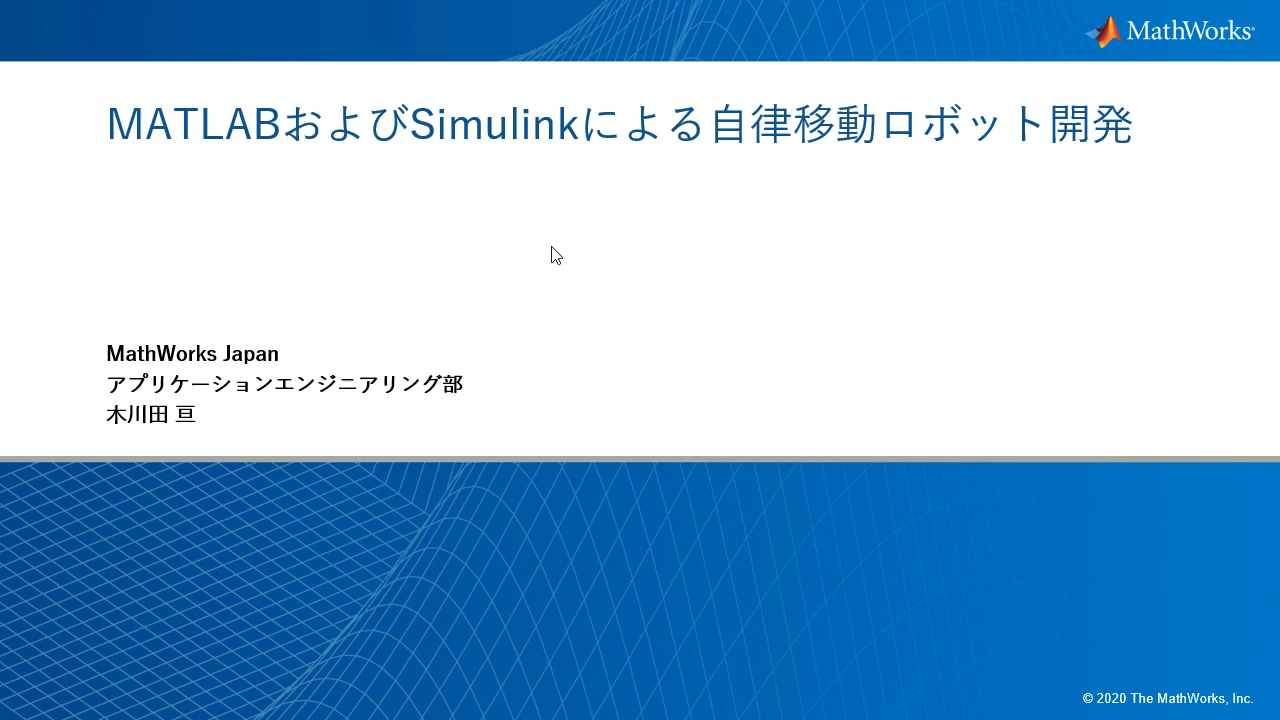 MathWorks®
MATLABおよびSimulinkによる自律移動ロボット開発
MathWorks Japan
アプリケーションエンジニアリング部
木川田 亘
© 2020 The MathWorks, Inc.